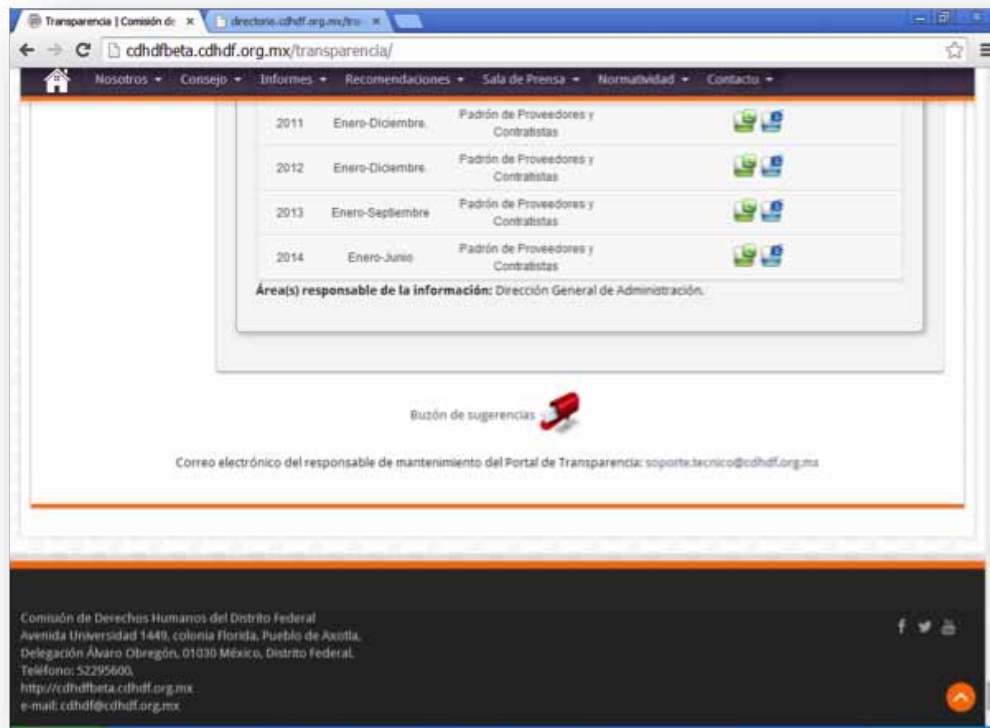 Transparencia | Comisión de
directorio.cdhdf.org.mx/tra
cdhdfbeta.cdhdf.org.mx/transparencia/
Nosotros Consejo Informes Recomendaciones Sala de Prensa Normatividad Contacto
2011 Enero-Diciembre. Padrón de Proveedores y
Contratistas
2012 Enero-Diciembre Padrón de Proveedores y
Contratistas
2013 Enero-Septiembre Padrón de Proveedores y
Contratistas
2014 Enero-Junio Padrón de Proveedores y
Contratistas
Área(s) responsable de la información: Dirección General de Administración.
Buzón de sugerencias
Correo electrónico del responsable de mantenimiento del Portal de Transparencia: soporte.tecnico@cdhdf.org.mx
Comisión de Derechos Humanos del Distrito Federal
Avenida Universidad 1449, colonia Florida, Pueblo de Axotla,
Delegación Álvaro Obregón, 01030 México, Distrito Federal.
Teléfono: 52295600,
http://cdhdfbeta.cdhdf.org.mx
e-mail: cdhdf@cdhdf.org.mx